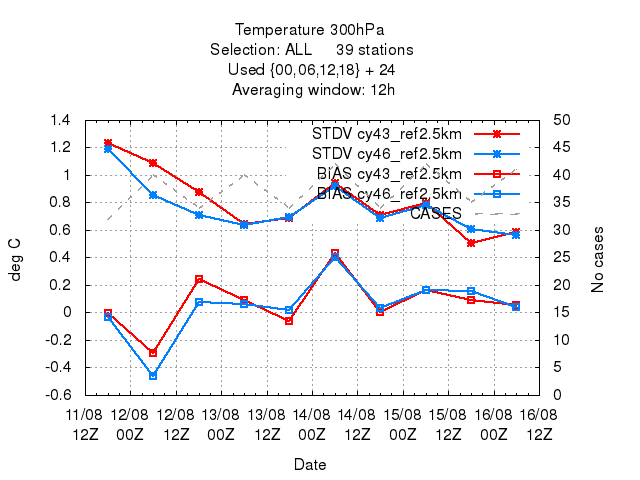 Temperature 300hPa
Selection: ALL 39 stations
Used {00,06,12,18} + 24
Averaging window: 12h
1.4
1.2
1
0.8
0.6
0.4
0.2
0
-0.2
-0.4
-0.6
deg C
50
45
40
35
30
25
20
15
10
5
0
No cases
STDV cy43_ref2.5km
STDV cy46_ref2.5km
BIAS cy43_ref2.5km
BIAS cy46_ref2.5km
CASES
11/08 12/08 12/08 13/08 13/08 14/08 14/08 15/08 15/08 16/08 16/08
12Z 00Z 12Z 00Z 12Z 00Z 12Z 00Z 12Z 00Z 12Z
Date